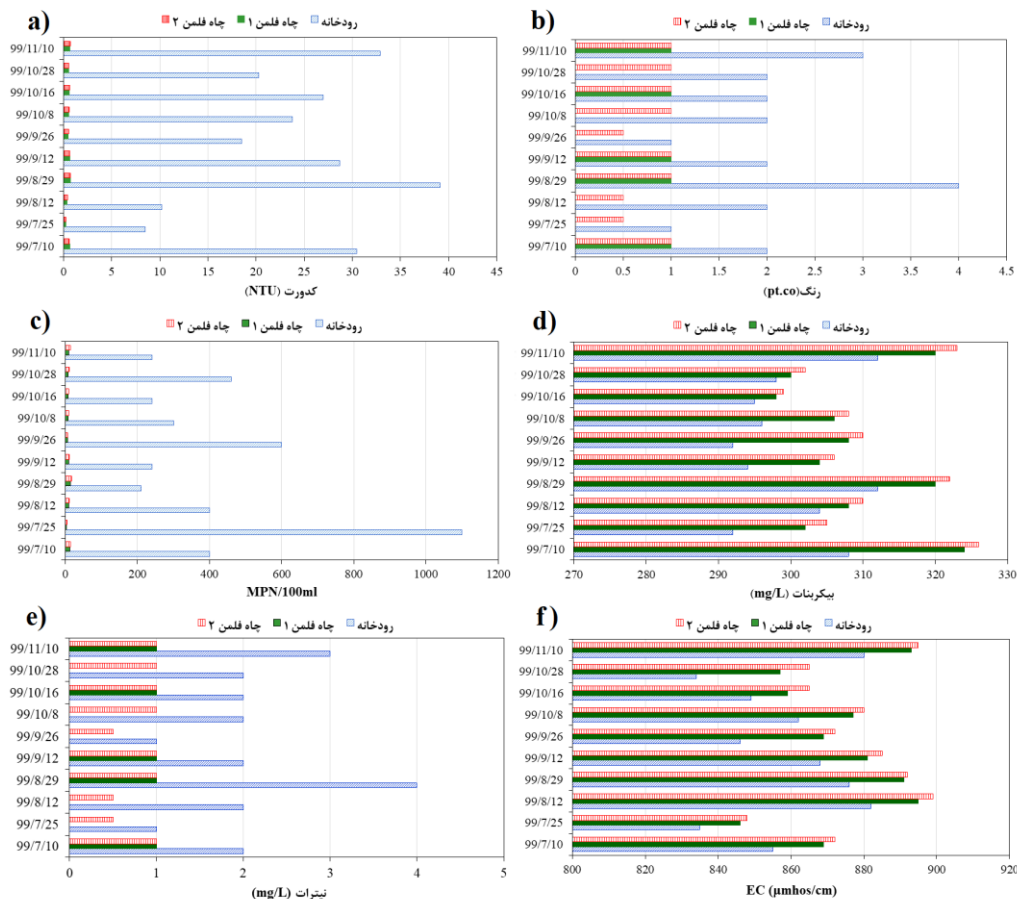 a)
رودخانه چاه فلمن ۱ چاه فلمن ۲
99/11/10
99/10/28
99/10/16
99/10/8
99/9/26
99/9/12
99/8/29
99/8/12
99/7/25
99/7/10
0 5 10 15 20 25 30 35 40 45
کدورت (NTU)
b)
رودخانه چاه فلمن ۱ چاه فلمن ۲
99/11/10
99/10/28
99/10/16
99/10/8
99/9/26
99/9/12
99/8/29
99/8/12
99/7/25
99/7/10
0 0.5 1 1.5 2 2.5 3 3.5 4 4.5
رنگ(pt.co)
c)
رودخانه چاه فلمن ۱ چاه فلمن ۲
99/11/10
99/10/28
99/10/16
99/10/8
99/9/26
99/9/12
99/8/29
99/8/12
99/7/25
99/7/10
0 200 400 600 800 1000 1200
MPN/100ml
d)
رودخانه چاه فلمن ۱ چاه فلمن ۲
99/11/10
99/10/28
99/10/16
99/10/8
99/9/26
99/9/12
99/8/29
99/8/12
99/7/25
99/7/10
270 280 290 300 310 320 330
بیکربنات (mg/L)
e)
رودخانه چاه فلمن ۱ چاه فلمن ۲
99/11/10
99/10/28
99/10/16
99/10/8
99/9/26
99/9/12
99/8/29
99/8/12
99/7/25
99/7/10
0 1 2 3 4 5
نیترات (mg/L)
f)
رودخانه چاه فلمن ۱ چاه فلمن ۲
99/11/10
99/10/28
99/10/16
99/10/8
99/9/26
99/9/12
99/8/29
99/8/12
99/7/25
99/7/10
800 820 840 860 880 900 920
EC (µmhos/cm)